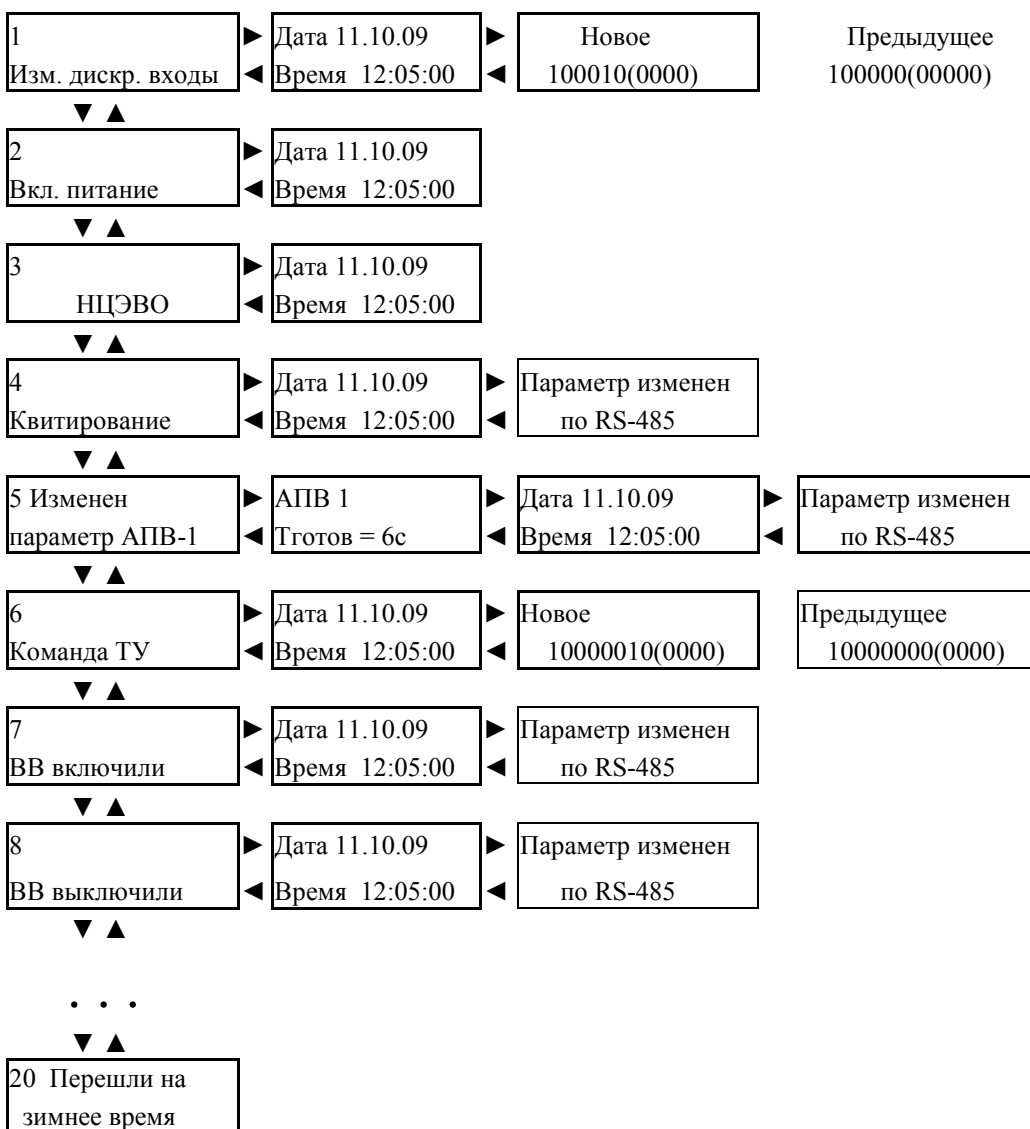 1 ► Дата 11.10.09 ► Новое Предыдущее
Изм. дискр. входы ◄ Время 12:05:00 ◄ 100010(0000) 100000(00000)
▼ ▲
2 ► Дата 11.10.09
Вкл. питание ◄ Время 12:05:00
▼ ▲
3 ► Дата 11.10.09
НЦЭВО ◄ Время 12:05:00
▼ ▲
4 ► Дата 11.10.09 ► Параметр изменен
Квитирование ◄ Время 12:05:00 ◄ по RS-485
▼ ▲
5 Изменен ► АПВ 1 ► Дата 11.10.09 ► Параметр изменен
параметр АПВ-1 ◄ Тготов = 6с ◄ Время 12:05:00 ◄ по RS-485
▼ ▲
6 ► Дата 11.10.09 ► Новое Предыдущее
Команда ТУ ◄ Время 12:05:00 ◄ 10000010(0000) 10000000(0000)
▼ ▲
7 ► Дата 11.10.09 ► Параметр изменен
ВВ включили ◄ Время 12:05:00 ◄ по RS-485
▼ ▲
8 ► Дата 11.10.09 ► Параметр изменен
ВВ выключили ◄ Время 12:05:00 ◄ по RS-485
▼ ▲
. . .
▼ ▲
20 Перешли на
зимнее время